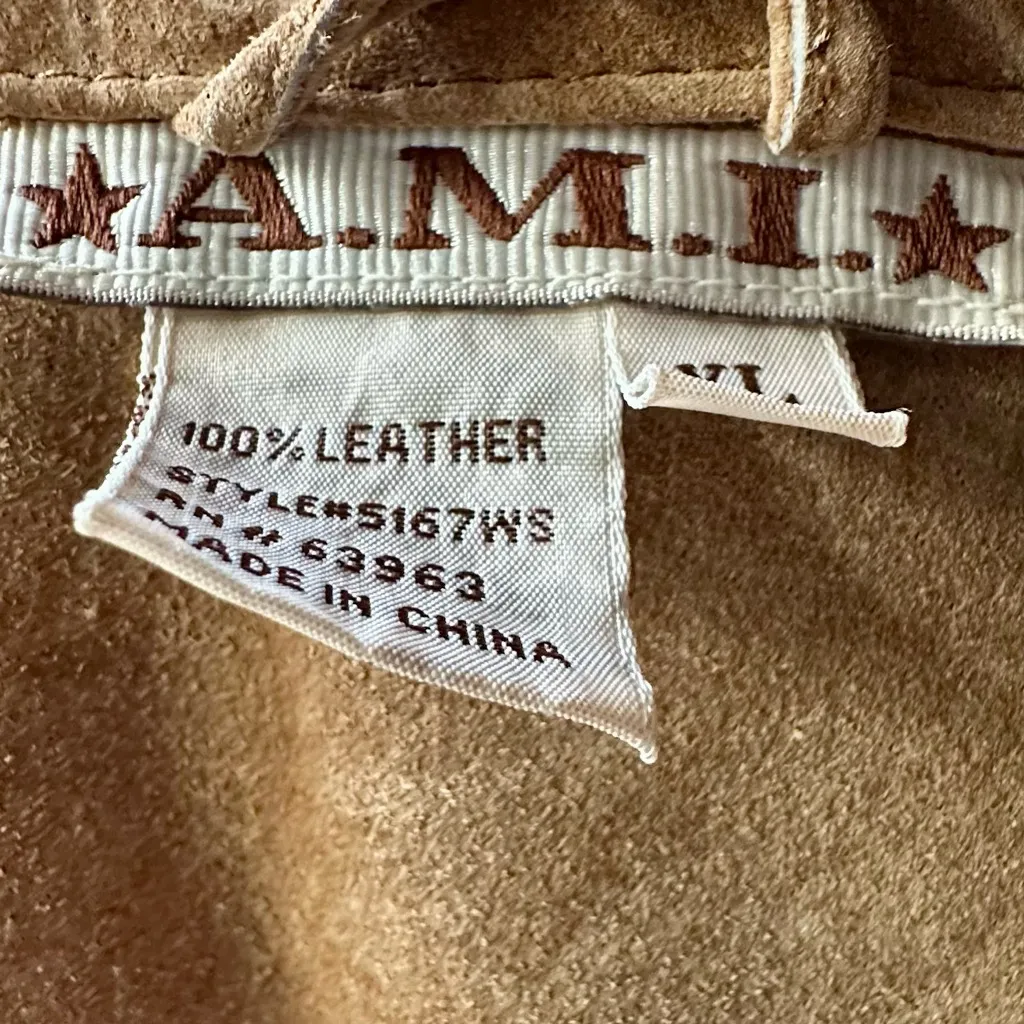 ★A.M.I.★
100% LEATHER
STYLE#5167WS
RN # 63963
MADE IN CHINA